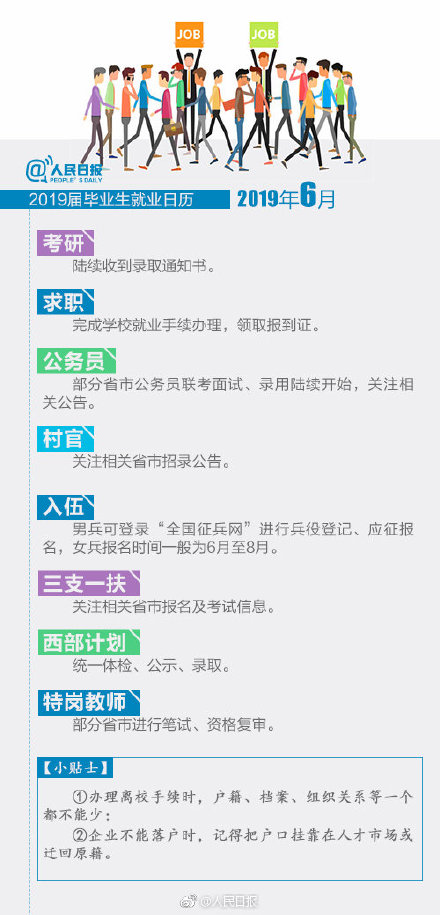 JOB
JOB
@人民日报
PEOPLE'S DAILY
2019届毕业生就业日历
2019年6月
考研
陆续收到录取通知书。
求职
完成学校就业手续办理，领取报到证。
公务员
部分省市公务员联考面试、录用陆续开始，关注相
关公告。
村官
关注相关省市招录公告。
入伍
男兵可登录“全国征兵网”进行兵役登记、应征报
名，女兵报名时间一般为6月至8月。
三支一扶
关注相关省市报名及考试信息。
西部计划
统一体检、公示、录取。
特岗教师
部分省市进行笔试、资格复审。
【小贴士】
①办理离校手续时，户籍、档案、组织关系等一个
都不能少；
②企业不能落户时，记得把户口挂靠在人才市场或
迁回原籍。
@人民日报